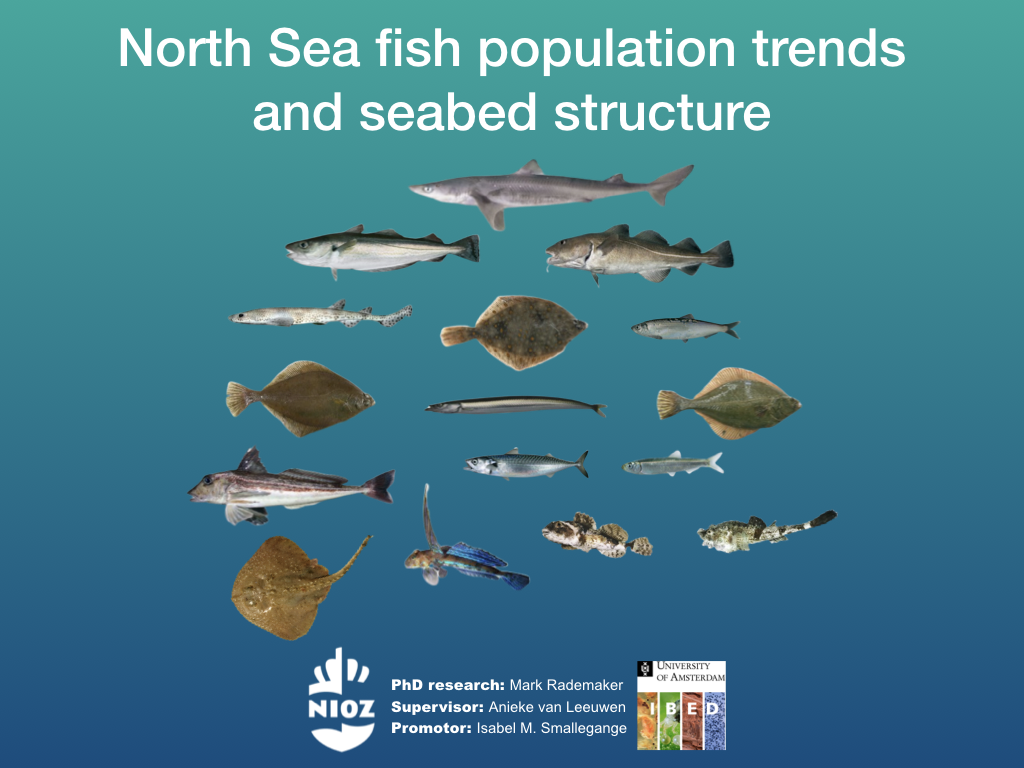 North Sea fish population trends
and seabed structure
PhD research: Mark Rademaker
Supervisor: Anieke van Leeuwen
Promotor: Isabel M. Smallegange
NIOZ
UNIVERSITY
OF AMSTERDAM
IBED